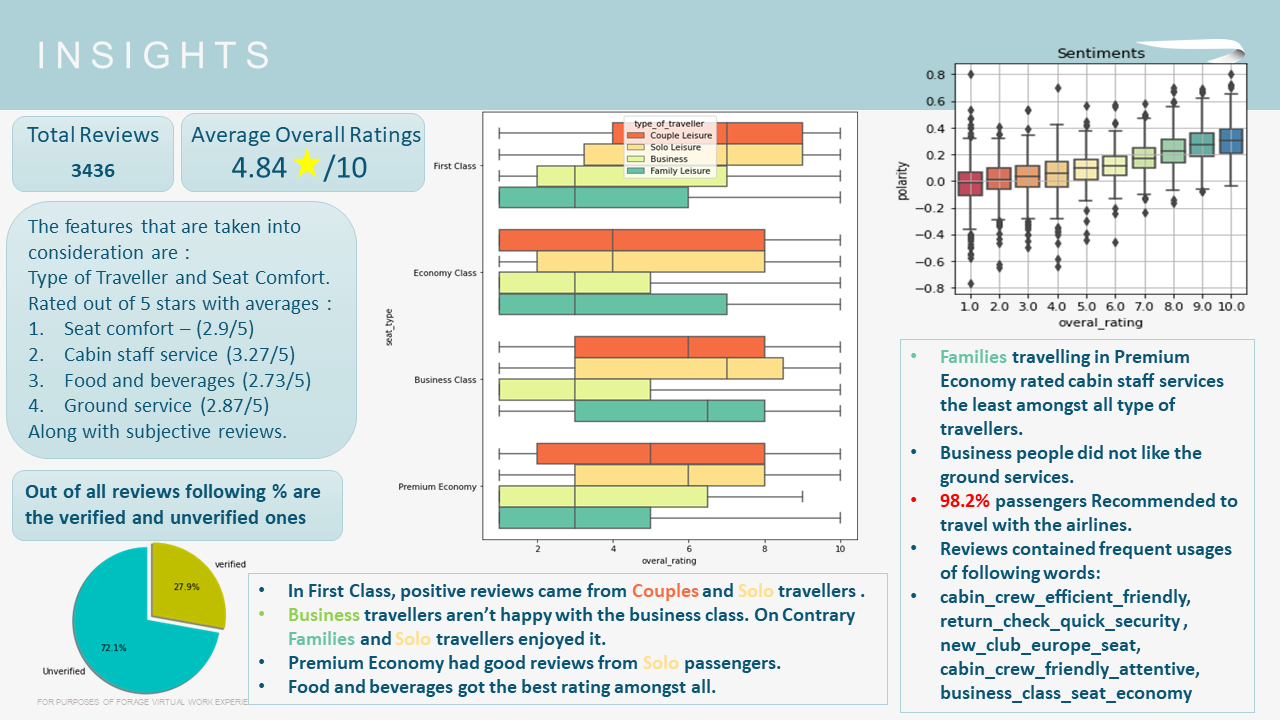 INSIGHTS
Total Reviews
3436
Average Overall Ratings
4.84 /10
The features that are taken into
consideration are :
Type of Traveller and Seat Comfort.
Rated out of 5 stars with averages :
1. Seat comfort – (2.9/5)
2. Cabin staff service (3.27/5)
3. Food and beverages (2.73/5)
4. Ground service (2.87/5)
Along with subjective reviews.
Out of all reviews following % are
the verified and unverified ones
verified
27.9%
72.1%
Unverified
FOR PURPOSES OF FORAGE VIRTUAL WORK EXPERIE
type_of_traveller
Couple Leisure
Solo Leisure
Business
Family Leisure
First Class
Economy Class
Business Class
Premium Economy
seat_type
2 4 6 8 10
overal_rating
• In First Class, positive reviews came from Couples and Solo travellers .
• Business travellers aren’t happy with the business class. On Contrary
Families and Solo travellers enjoyed it.
• Premium Economy had good reviews from Solo passengers.
• Food and beverages got the best rating amongst all.
Sentiments
0.8
0.6
0.4
0.2
0.0
−0.2
−0.4
−0.6
−0.8
polarity
1.0 2.0 3.0 4.0 5.0 6.0 7.0 8.0 9.0 10.0
overal_rating
• Families travelling in Premium
Economy rated cabin staff services
the least amongst all type of
travellers.
• Business people did not like the
ground services.
• 98.2% passengers Recommended to
travel with the airlines.
• Reviews contained frequent usages
of following words:
• cabin_crew_efficient_friendly,
return_check_quick_security ,
new_club_europe_seat,
cabin_crew_friendly_attentive,
business_class_seat_economy